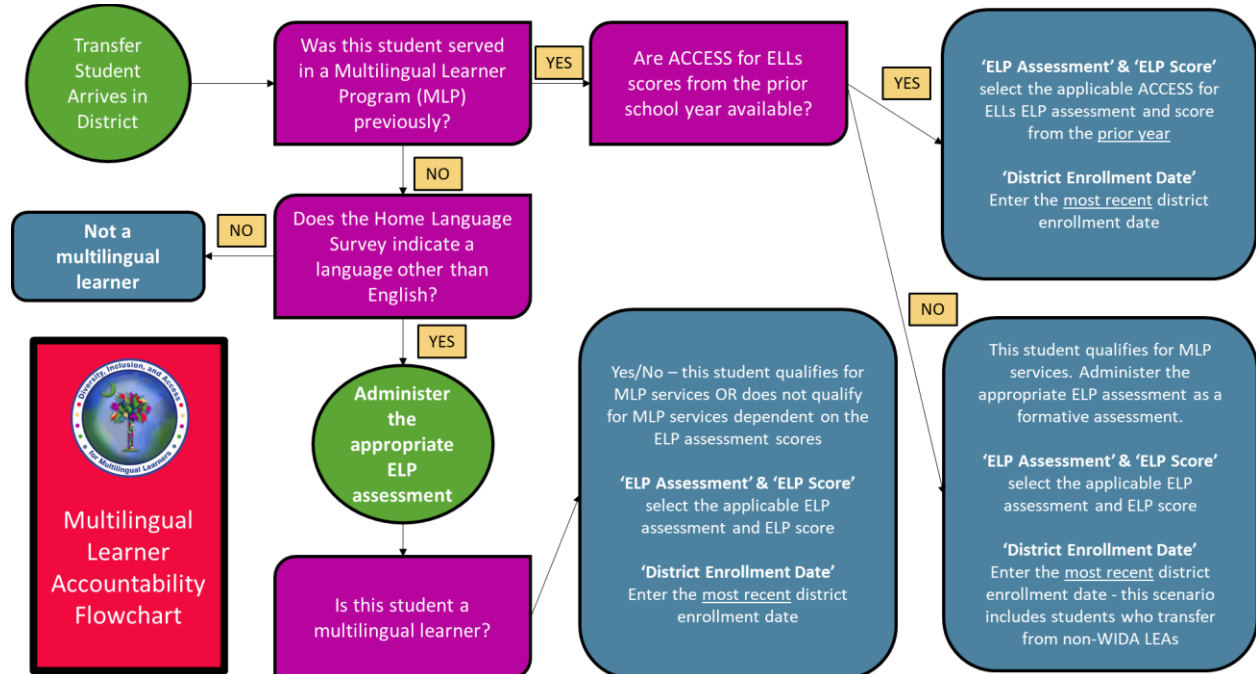 Transfer
Student
Arrives in
District
Was this student served
in a Multilingual Learner
Program (MLP)
previously?
YES
Are ACCESS for ELLs
scores from the prior
school year available?
YES
‘ELP Assessment’ & ‘ELP Score’
select the applicable ACCESS for
ELLs ELP assessment and score
from the prior year
‘District Enrollment Date’
Enter the most recent district
enrollment date
NO
Not a
multilingual
learner
NO
Does the Home Language
Survey indicate a
language other than
English?
YES
NO
Diversity, Inclusion, and Access
for Multilingual Learners
Multilingual
Learner
Accountability
Flowchart
Administer
the
appropriate
ELP
assessment
Is this student a
multilingual learner?
Yes/No – this student qualifies for
MLP services OR does not qualify
for MLP services dependent on the
ELP assessment scores
‘ELP Assessment’ & ‘ELP Score’
select the applicable ELP
assessment and ELP score
‘District Enrollment Date’
Enter the most recent district
enrollment date
This student qualifies for MLP
services. Administer the
appropriate ELP assessment as a
formative assessment.
‘ELP Assessment’ & ‘ELP Score’
select the applicable ELP
assessment and ELP score
‘District Enrollment Date’
Enter the most recent district
enrollment date - this scenario
includes students who transfer
from non-WIDA LEAs